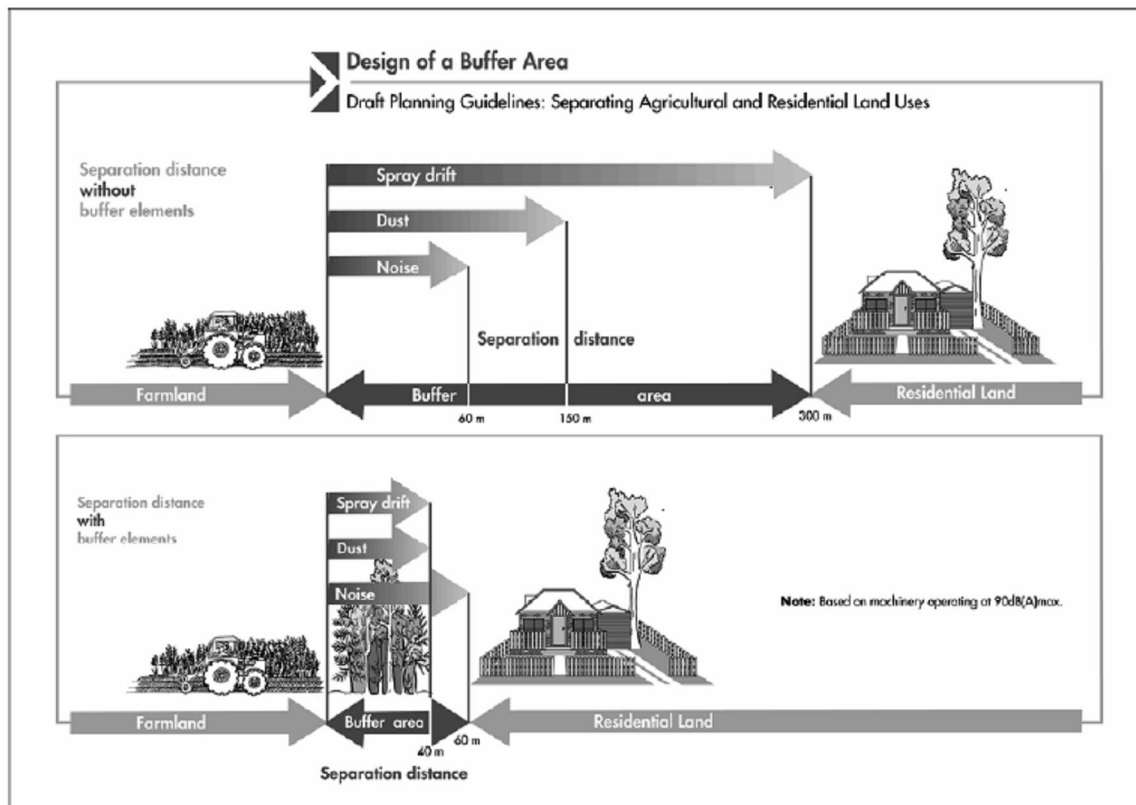 Design of a Buffer Area
Draft Planning Guidelines: Separating Agricultural and Residential Land Uses
Separation distance
without
buffer elements
Spray drift
Dust
Noise
Separation distance
Farmland
Buffer area
Residential Land
60 m
150 m
300 m
Separation distance
with
buffer elements
Spray drift
Dust
Noise
Note: Based on machinery operating at 90dB(A)max.
Farmland
Buffer area
Residential Land
40 m
60 m
Separation distance